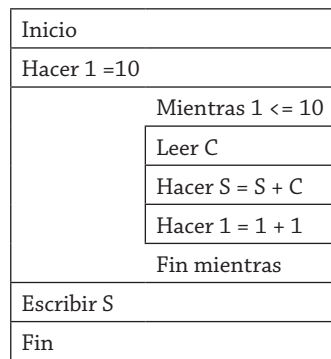 Inicio
Hacer 1 =10
Mientras 1 <= 10
Leer C
Hacer S = S + C
Hacer 1 = 1 + 1
Fin mientras
Escribir S
Fin